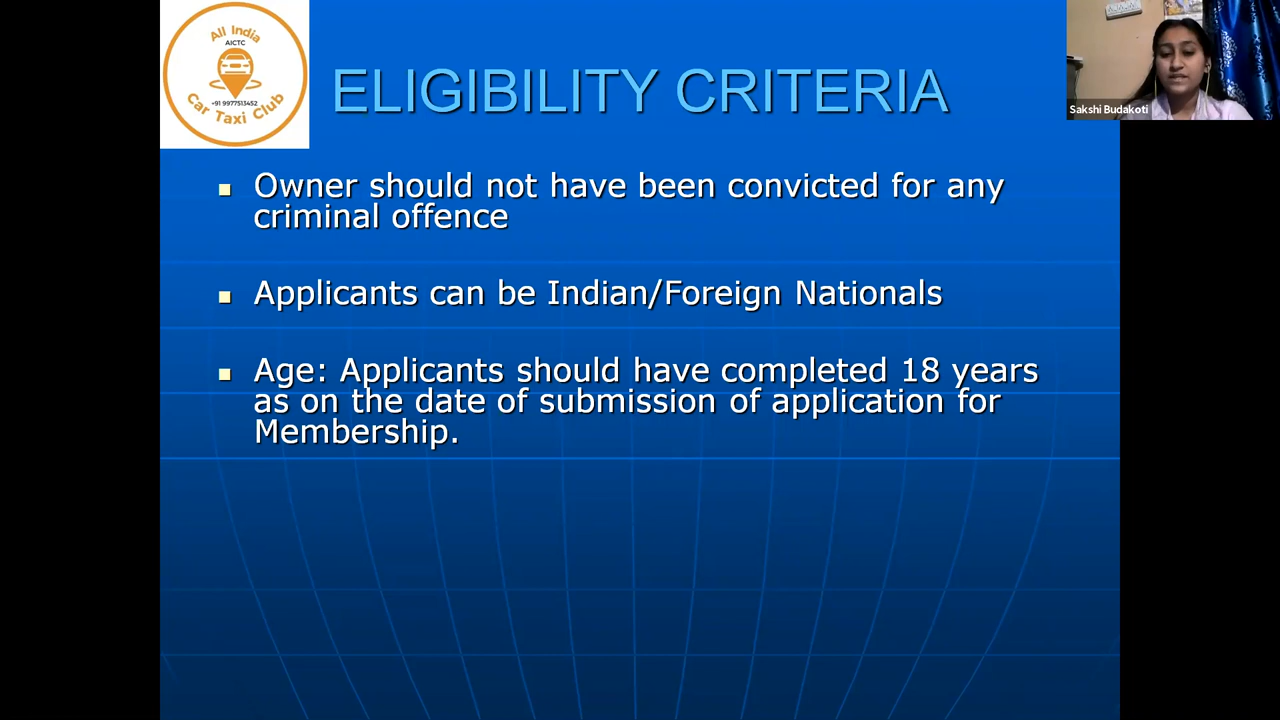 All India
AICTC
+91 9977513452
Car Taxi Club
ELIGIBILITY CRITERIA
Sakshi Budakoti
Owner should not have been convicted for any
criminal offence
Applicants can be Indian/Foreign Nationals
Age: Applicants should have completed 18 years
as on the date of submission of application for
Membership.